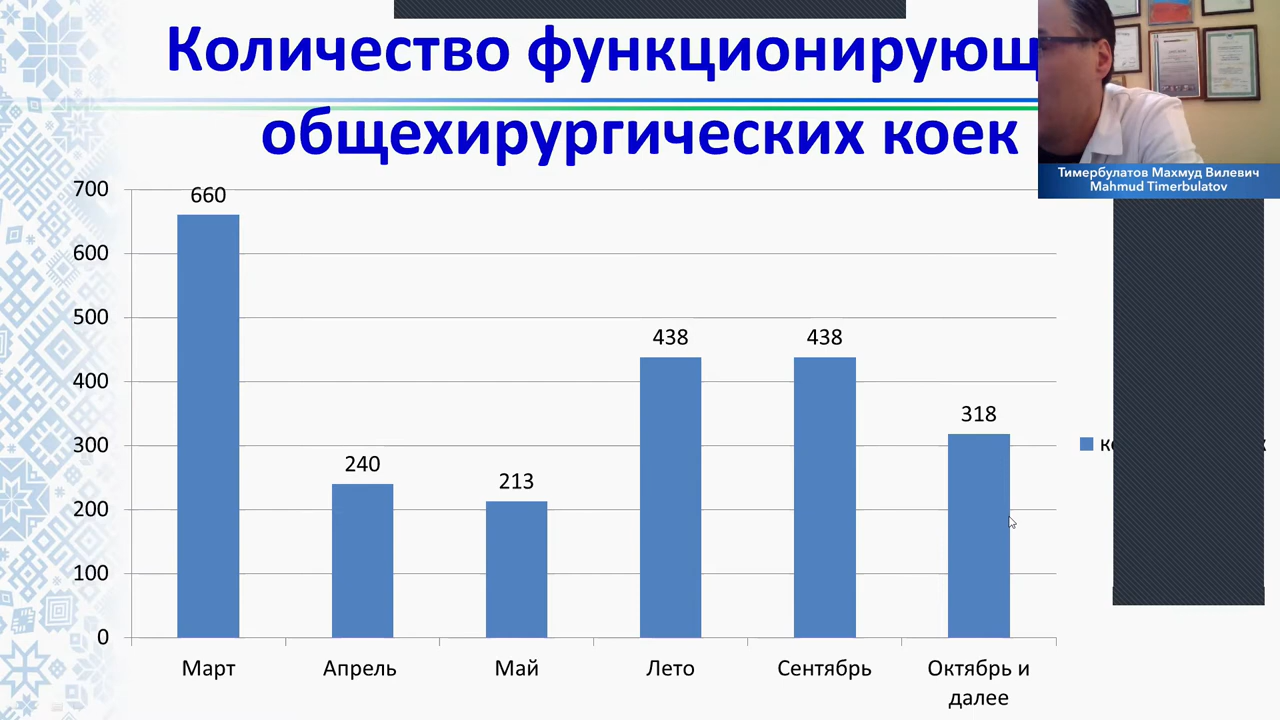 Количество функционирующ
общехирургических коек
Тимербулатов Махмуд Вилевич
Mahmud Timerbulatov
700
600
500
400
300
200
100
0
660
240
213
438
438
318
Март
Апрель
Май
Лето
Сентябрь
Октябрь и
далее